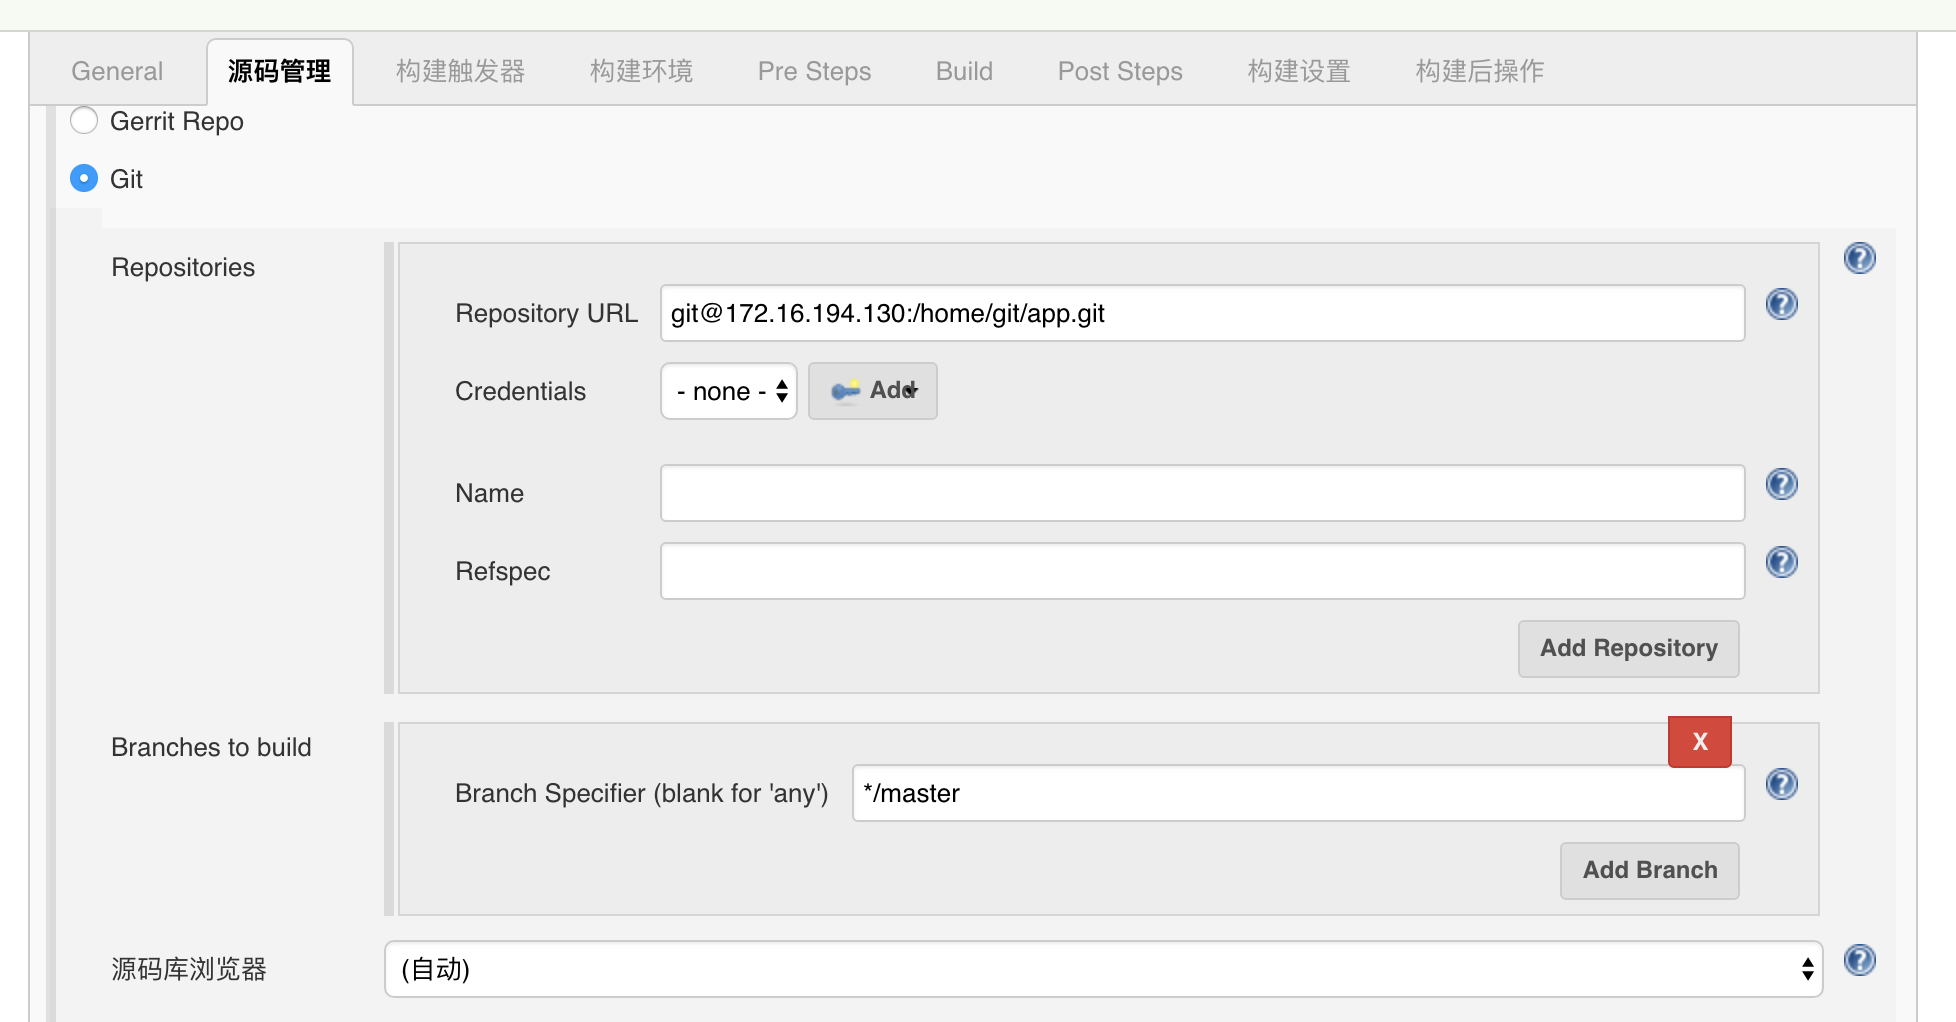 General 源码管理 构建触发器 构建环境 Pre Steps Build Post Steps 构建设置 构建后操作
Gerrit Repo
Git
Repositories
Repository URL git@172.16.194.130:/home/git/app.git
Credentials - none - Add
Name
Refspec
Add Repository
Branches to build
X
Branch Specifier (blank for 'any') */master
Add Branch
源码库浏览器 (自动)